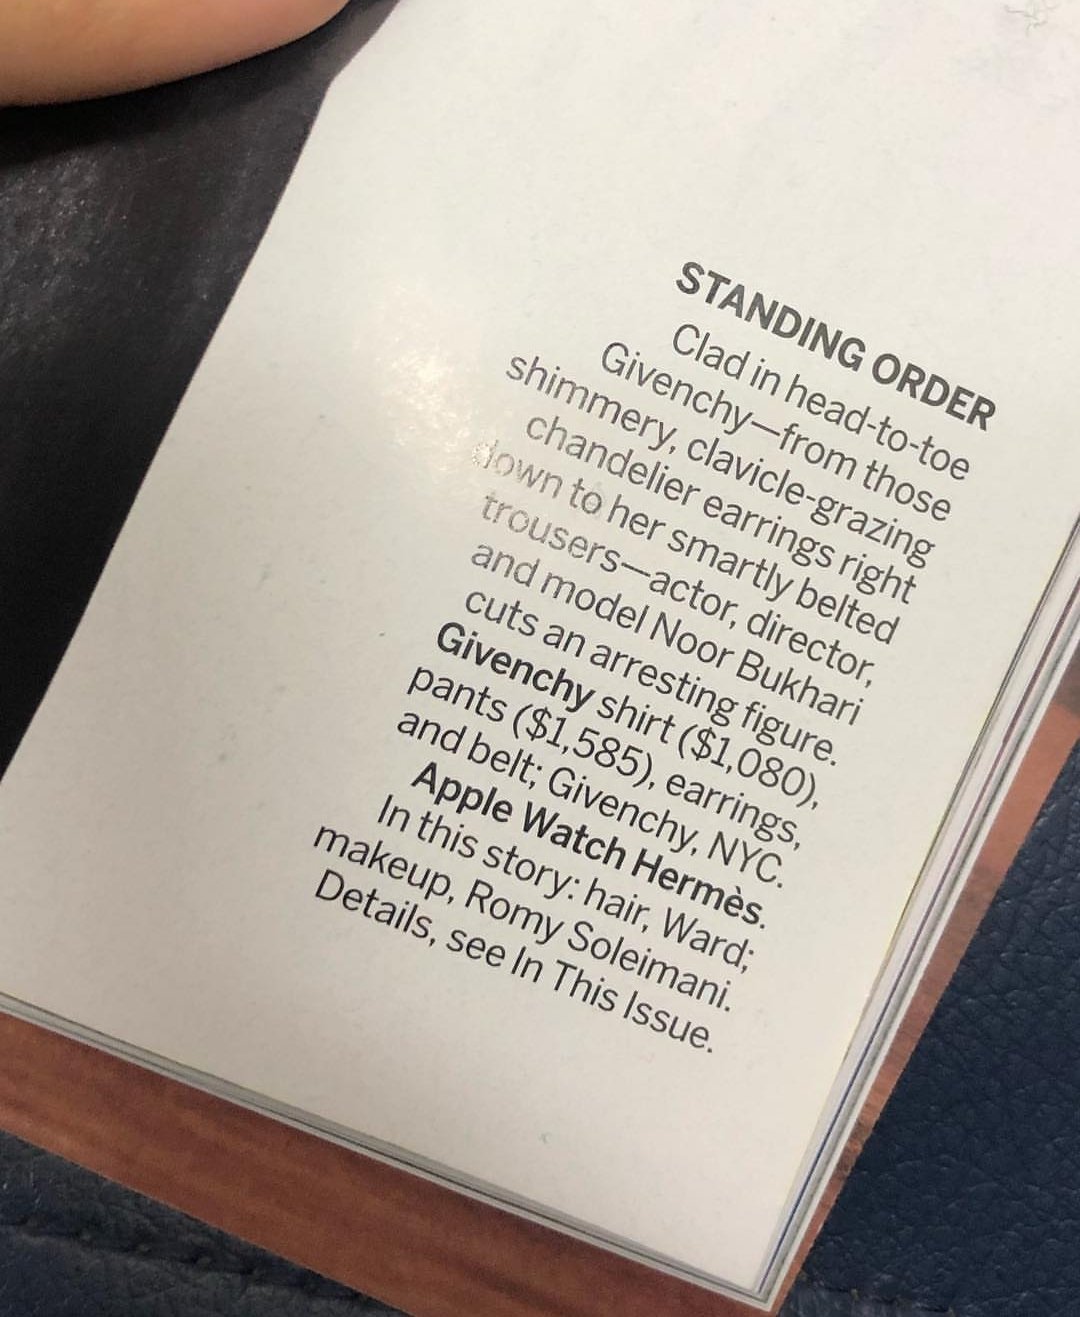 STANDING ORDER
Clad in head-to-toe
Givenchy—from those
shimmery, clavicle-grazing
chandelier earrings right
down to her smartly belted
trousers—actor, director,
and model Noor Bukhari
cuts an arresting figure.
Givenchy shirt ($1,080),
pants ($1,585), earrings,
and belt; Givenchy, NYC.
Apple Watch Hermès.
In this story: hair, Ward;
makeup, Romy Soleimani.
Details, see In This Issue.